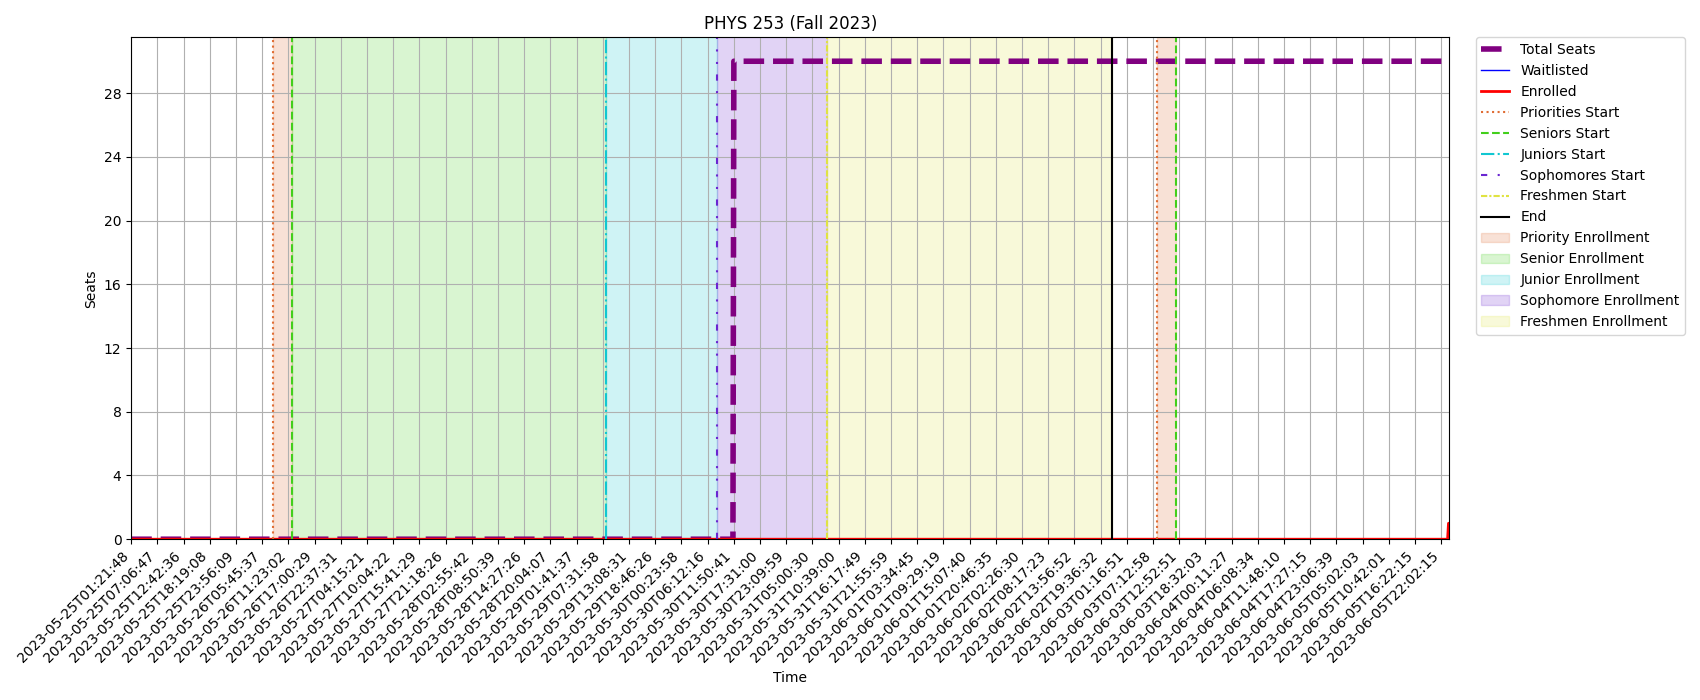 PHYS 253 (Fall 2023)
Total Seats
Waitlisted
Enrolled
Priorities Start
Seniors Start
Juniors Start
Sophomores Start
Freshmen Start
End
Priority Enrollment
Senior Enrollment
Junior Enrollment
Sophomore Enrollment
Freshmen Enrollment
Seats
28
24
20
16
12
8
4
0
2023-05-25T01:21:48
2023-05-25T07:06:47
2023-05-25T12:42:36
2023-05-25T18:19:08
2023-05-25T23:56:09
2023-05-26T05:45:37
2023-05-26T11:23:02
2023-05-26T17:00:29
2023-05-26T22:37:31
2023-05-27T04:15:21
2023-05-27T10:04:22
2023-05-27T15:41:29
2023-05-27T21:18:26
2023-05-28T02:55:42
2023-05-28T08:50:39
2023-05-28T14:27:26
2023-05-28T20:04:07
2023-05-29T01:41:37
2023-05-29T07:31:58
2023-05-29T13:08:31
2023-05-29T18:46:26
2023-05-30T00:23:58
2023-05-30T06:12:16
2023-05-30T11:50:41
2023-05-30T17:31:00
2023-05-30T23:09:59
2023-05-31T05:00:30
2023-05-31T10:39:00
2023-05-31T16:17:49
2023-05-31T21:55:59
2023-06-01T03:34:45
2023-06-01T09:29:19
2023-06-01T15:07:40
2023-06-01T20:46:35
2023-06-02T02:26:30
2023-06-02T08:17:23
2023-06-02T13:56:52
2023-06-02T19:36:32
2023-06-03T01:16:51
2023-06-03T07:12:58
2023-06-03T12:52:51
2023-06-03T18:32:03
2023-06-04T00:11:27
2023-06-04T06:08:34
2023-06-04T11:48:10
2023-06-04T17:27:15
2023-06-04T23:06:39
2023-06-05T05:02:03
2023-06-05T10:42:01
2023-06-05T16:22:15
2023-06-05T22:02:15
Time